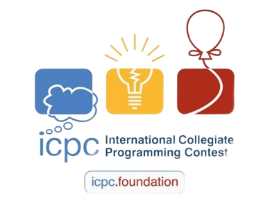 icpc International Collegiate
Programming Contest
icpc.foundation